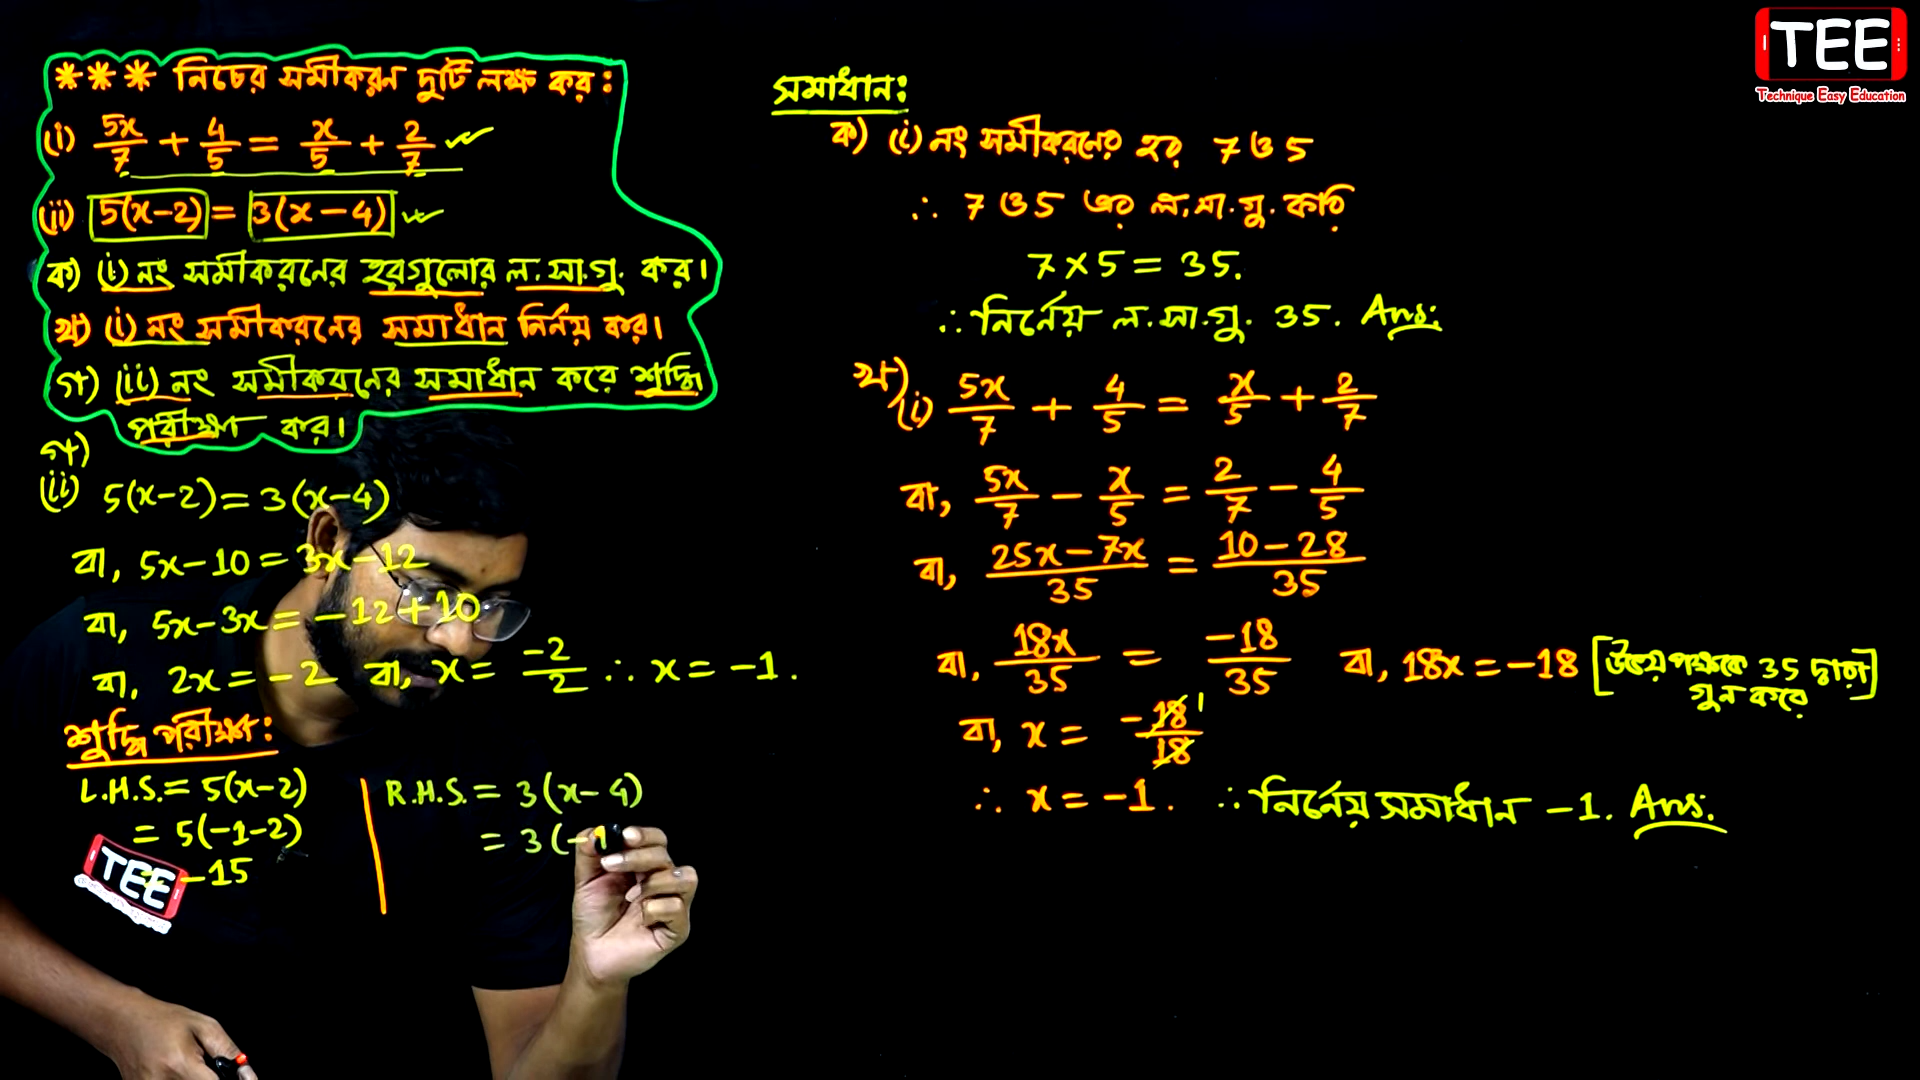 *** নিচের সমীকরন দুটি লক্ষ কর:
(i) 5x/7 + 4/5 = x/5 + 2/7
(ii) 5(x-2) = 3(x-4)
ক) (i) নং সমীকরনের হরগুলোর ল.সা.গু. কর।
খ) (i) নং সমীকরনের সমাধান নির্নয় কর।
গ) (ii) নং সমীকরনের সমাধান করে শুদ্ধি
পরীক্ষা কর।
গ)
(ii) 5(x-2) = 3(x-4)
বা, 5x-10 = 3x-12
বা, 5x-3x = -12+10
বা, 2x = -2 বা, x = -2/2 ∴ x = -1.
শুদ্ধি পরীক্ষা:
L.H.S. = 5(x-2)
= 5(-1-2)
= -15
R.H.S. = 3(x-4)
= 3(-1
সমাধান:
ক) (i) নং সমীকরনের হর 7 ও 5
∴ 7 ও 5 এর ল.সা.গু. করি
7×5 = 35.
∴ নির্নেয় ল.সা.গু. 35. Ans:
খ)
(i) 5x/7 + 4/5 = x/5 + 2/7
বা, 5x/7 - x/5 = 2/7 - 4/5
বা, 25x-7x/35 = 10-28/35
বা, 18x/35 = -18/35 বা, 18x = -18 [উভয় পক্ষকে 35 দ্বারা
গুন করে]
বা, x = -18/18 1
∴ x = -1. ∴ নির্নেয় সমাধান -1. Ans:
TEE
Technique Easy Education
TEE